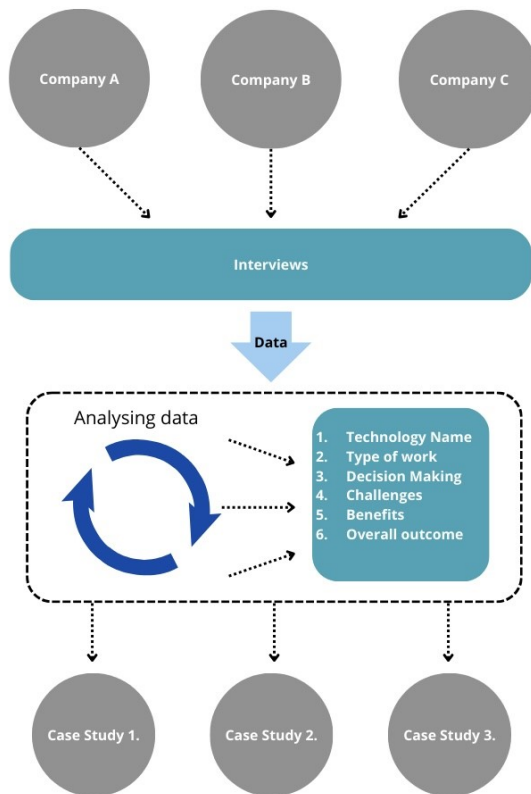 Company A
Company B
Company C
Interviews
Data
Analysing data
1. Technology Name
2. Type of work
3. Decision Making
4. Challenges
5. Benefits
6. Overall outcome
Case Study 1.
Case Study 2.
Case Study 3.